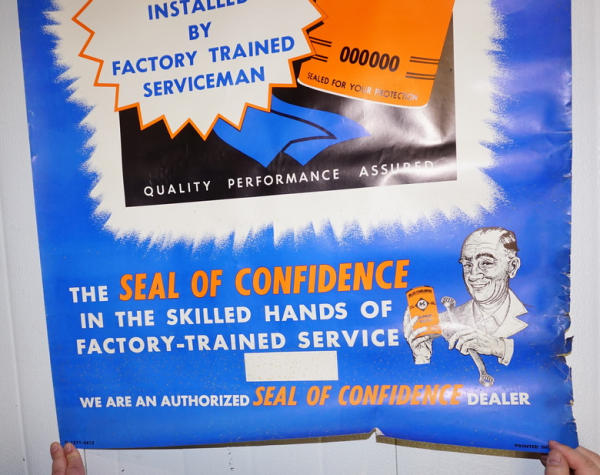 INSTALLED
BY
FACTORY TRAINED
SERVICEMAN
000000
SEALED FOR YOUR PROTECTION
QUALITY PERFORMANCE ASSURED
THE SEAL OF CONFIDENCE
IN THE SKILLED HANDS OF
FACTORY-TRAINED SERVICE
WE ARE AN AUTHORIZED SEAL OF CONFIDENCE DEALER
PRINTED